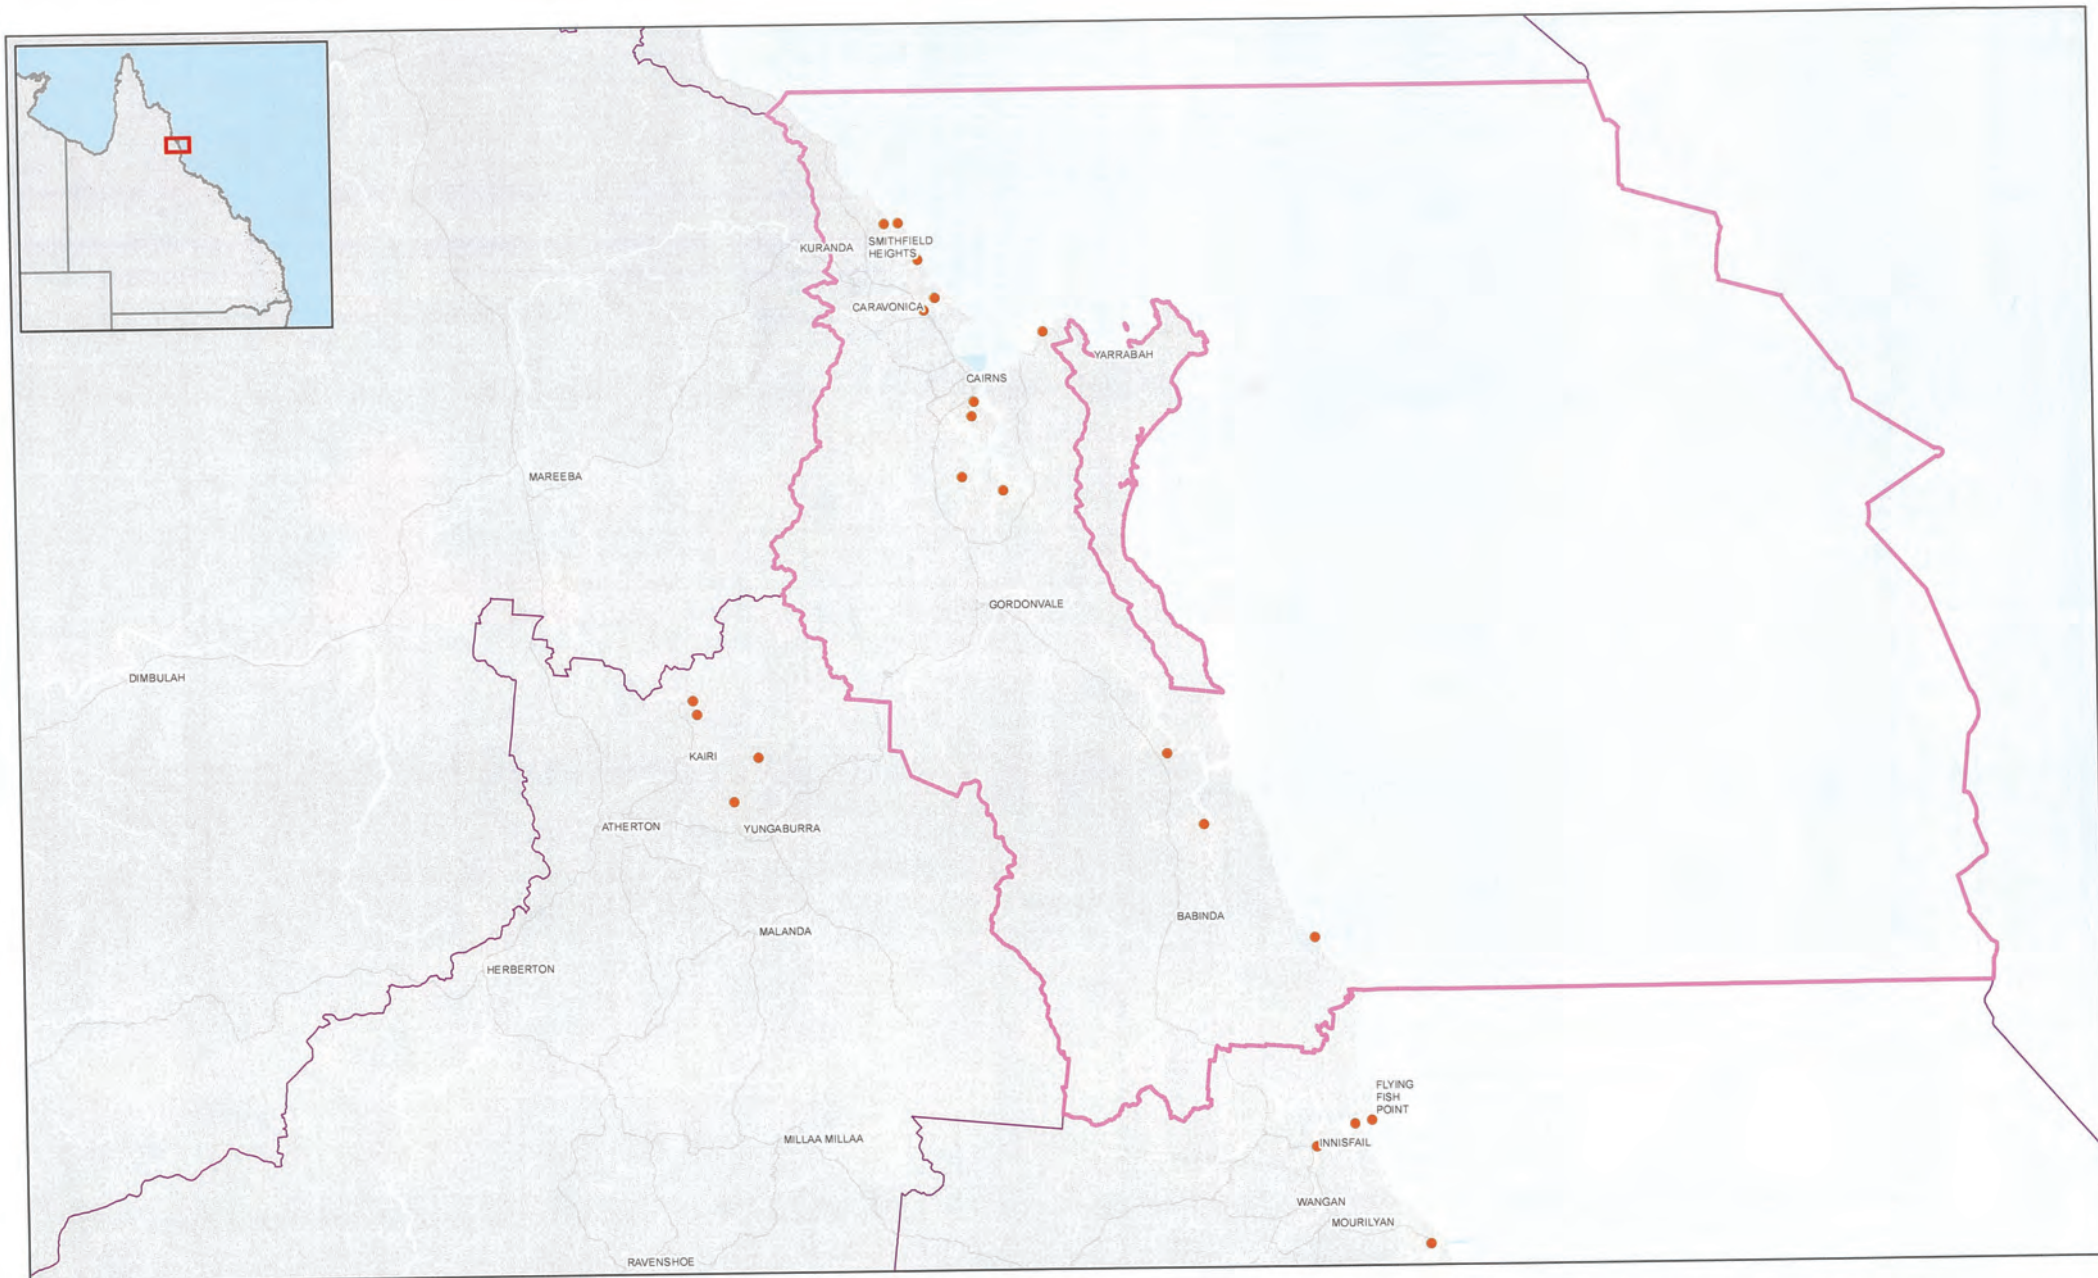 KURANDA
SMITHFIELD
HEIGHTS
CARAVONICA
YARRABAH
CAIRNS
MAREEBA
GORDONVALE
DIMBULAH
KAIRI
ATHERTON
YUNGABURRA
BABINDA
MALANDA
HERBERTON
FLYING
FISH
POINT
MILLAA MILLAA
INNISFAIL
WANGAN
MOURILYAN
RAVENSHOE